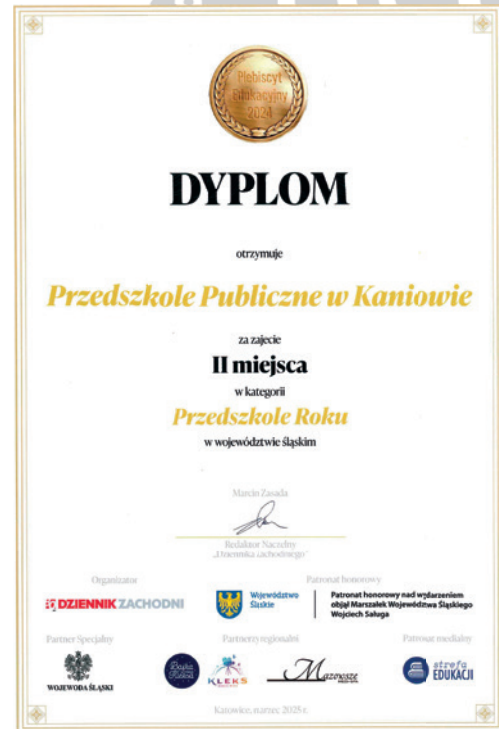 Plebiscyt
Edukacyjny
2024
DYPLOM
otrzymuje
Przedszkole Publiczne w Kaniowie
za zajęcie
II miejsca
w kategorii
Przedszkole Roku
w województwie śląskim
Marcin Zasada
Redaktor Naczelny
„Dziennika Zachodniego”
Organizator
Patronat honorowy
DZIENNIK ZACHODNI
Województwo
Śląskie
Patronat honorowy nad wydarzeniem
objął Marszałek Województwa Śląskiego
Wojciech Saługa
Partner Specjalny
Partnerzy regionalni
Patronat medialny
WOJEWODA ŚLĄSKI
KLEKS
Mazowsze
strefa
EDUKACJI
Katowice, marzec 2025 r.